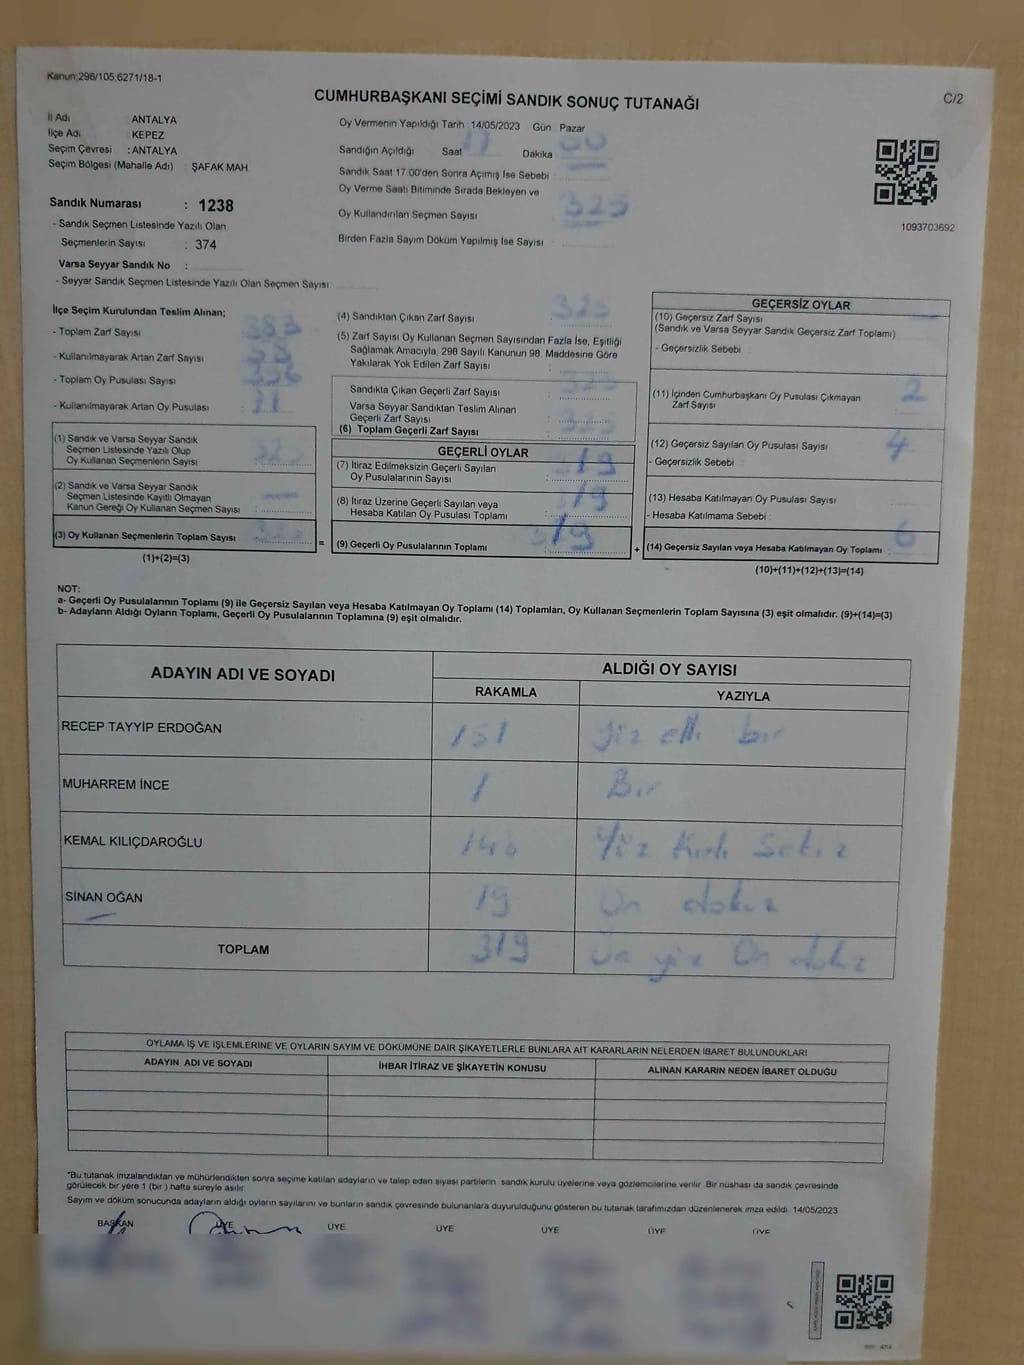 Kanun:298/105;6271/18-1
C/2
CUMHURBAŞKANI SEÇİMİ SANDIK SONUÇ TUTANAĞI
İl Adı ANTALYA
İlçe Adı : KEPEZ
Seçim Çevresi : ANTALYA
Seçim Bölgesi (Mahalle Adı) : ŞAFAK MAH
Sandık Numarası : 1238
- Sandık Seçmen Listesinde Yazılı Olan
Seçmenlerin Sayısı : 374
Varsa Seyyar Sandık No :
- Seyyar Sandık Seçmen Listesinde Yazılı Olan Seçmen Sayısı:
Oy Vermenin Yapıldığı Tarih 14/05/2023 Gün Pazar
Sandığın Açıldığı Saat 17 Dakika 00
Sandık Saat 17:00'den Sonra Açımış İse Sebebi :
Oy Verme Saati Bitiminde Sırada Bekleyen ve
Oy Kullandırılan Seçmen Sayısı 325
Birden Fazla Sayım Döküm Yapılmış İse Sayısı :
1093703692
İlçe Seçim Kurulundan Teslim Alınan;
- Toplam Zarf Sayısı 383
- Kullanılmayarak Artan Zarf Sayısı :
- Toplam Oy Pusulası Sayısı
- Kullanılmayarak Artan Oy Pusulası : 71
(1) Sandık ve Varsa Seyyar Sandık
Seçmen Listesinde Yazılı Olup
Oy Kullanan Seçmenlerin Sayısı 325
(2) Sandık ve Varsa Seyyar Sandık
Seçmen Listesinde Kayıtlı Olmayan
Kanun Gereği Oy Kullanan Seçmen Sayısı :
(3) Oy Kullanan Seçmenlerin Toplam Sayısı 325
(1)+(2)=(3)
=
(4) Sandıktan Çıkan Zarf Sayısı 325
(5) Zarf Sayısı Oy Kullanan Seçmen Sayısından Fazla İse, Eşitliği
Sağlamak Amacıyla, 298 Sayılı Kanunun 98. Maddesine Göre
Yakılarak Yok Edilen Zarf Sayısı :
Sandıkta Çıkan Geçerli Zarf Sayısı : 325
Varsa Seyyar Sandıktan Teslim Alınan
Geçerli Zarf Sayısı :
(6) Toplam Geçerli Zarf Sayısı 325
GEÇERLİ OYLAR
(7) İtiraz Edilmeksizin Geçerli Sayılan
Oy Pusulalarının Sayısı : 319
(8) İtiraz Üzerine Geçerli Sayılan veya
Hesaba Katılan Oy Pusulası Toplamı : 319
(9) Geçerli Oy Pusulalarının Toplamı 319
+
GEÇERSİZ OYLAR
(10) Geçersiz Zarf Sayısı
(Sandık ve Varsa Seyyar Sandık Geçersiz Zarf Toplamı)
- Geçersizlik Sebebi :
(11) İçinden Cumhurbaşkanı Oy Pusulası Çıkmayan
Zarf Sayısı 2
(12) Geçersiz Sayılan Oy Pusulası Sayısı 4
- Geçersizlik Sebebi :
(13) Hesaba Katılmayan Oy Pusulası Sayısı :
- Hesaba Katılmama Sebebi :
(14) Geçersiz Sayılan veya Hesaba Katılmayan Oy Toplamı : 6
(10)+(11)+(12)+(13)=(14)
NOT:
a- Geçerli Oy Pusulalarının Toplamı (9) ile Geçersiz Sayılan veya Hesaba Katılmayan Oy Toplamı (14) Toplamları, Oy Kullanan Seçmenlerin Toplam Sayısına (3) eşit olmalıdır. (9)+(14)=(3)
b- Adayların Aldığı Oyların Toplamı, Geçerli Oy Pusulalarının Toplamına (9) eşit olmalıdır.
ADAYIN ADI VE SOYADI
ALDIĞI OY SAYISI
RAKAMLA YAZIYLA
RECEP TAYYİP ERDOĞAN 151 Yüz elli bir
MUHARREM İNCE 1 Bir
KEMAL KILIÇDAROĞLU 148 Yüz Kırk Sekiz
SİNAN OĞAN 19 On dokuz
TOPLAM 319 Üç yüz On dokuz
OYLAMA İŞ VE İŞLEMLERİNE VE OYLARIN SAYIM VE DÖKÜMÜNE DAİR ŞİKAYETLERLE BUNLARA AİT KARARLARIN NELERDEN İBARET BULUNDUKLARI
ADAYIN ADI VE SOYADI İHBAR İTİRAZ VE ŞİKAYETİN KONUSU ALINAN KARARIN NEDEN İBARET OLDUĞU
"Bu tutanak imzalandıktan ve mühürlendikten sonra seçime katılan adayların ve talep eden siyasi partilerin sandık kurulu üyelerine veya gözlemcilerine verilir Bir nüshası da sandık çevresinde
görülecek bir yere 1 (bir) hafta süreyle asılır
Sayım ve döküm sonucunda adayların aldığı oyların sayılarını ve bunların sandık çevresinde bulunanlara duyurulduğunu gösteren bu tutanak tarafımızdan düzenlenerek imza edildi. 14/05/2023
BAŞKAN ÜYE ÜYE ÜYE ÜYE ÜYE ÜYE